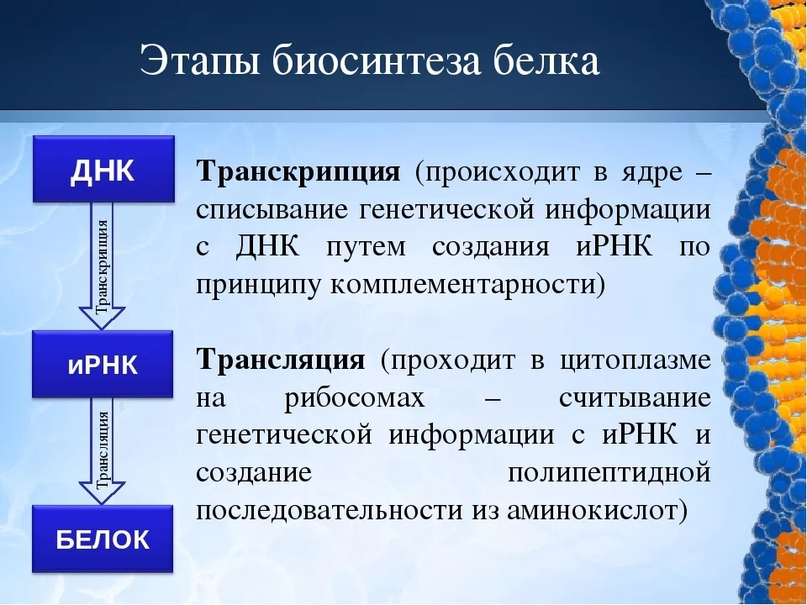 Этапы биосинтеза белка
ДНК
Транскрипция
иРНК
Трансляция
БЕЛОК
Транскрипция (происходит в ядре –
списывание генетической информации
с ДНК путем создания иРНК по
принципу комплементарности)
Трансляция (проходит в цитоплазме
на рибосомах – считывание
генетической информации с иРНК и
создание полипептидной
последовательности из аминокислот)